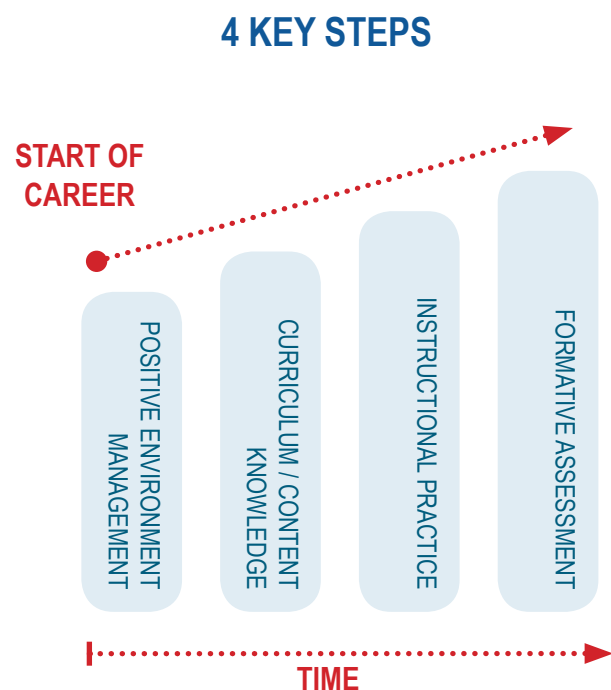 4 KEY STEPS
START OF
CAREER
POSITIVE ENVIRONMENT
MANAGEMENT
CURRICULUM / CONTENT
KNOWLEDGE
INSTRUCTIONAL PRACTICE
FORMATIVE ASSESSMENT
TIME